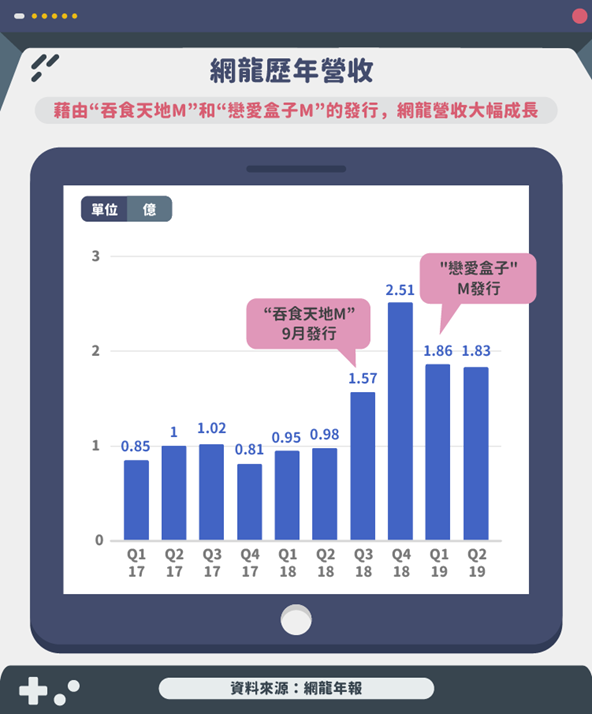 網龍歷年營收
藉由“吞食天地M”和“戀愛盒子M”的發行，網龍營收大幅成長
單位 億
3
2
1
0
"戀愛盒子"
M發行
“吞食天地M”
9月發行
0.85
1
1.02
0.81
0.95
0.98
1.57
2.51
1.86
1.83
Q1 Q2 Q3 Q4 Q1 Q2 Q3 Q4 Q1 Q2
17 17 17 17 18 18 18 18 19 19
資料來源：網龍年報